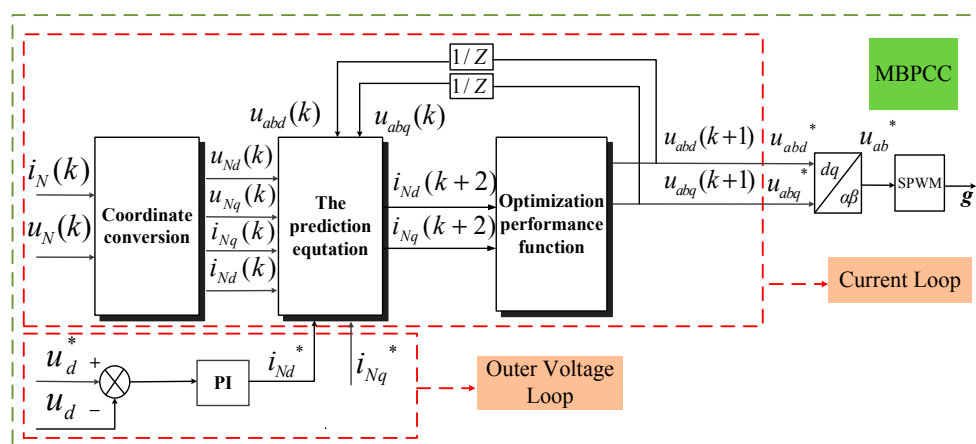 1/Z
1/Z
MBPCC
u_abd(k)
u_abq(k)
i_N(k)
u_N(k)
Coordinate
conversion
u_Nd(k)
u_Nq(k)
i_Nq(k)
i_Nd(k)
The
prediction
equtation
i_Nd(k+2)
i_Nq(k+2)
Optimization
performance
function
u_abd(k+1)
u_abq(k+1)
u_abd*
u_abq*
dq
αβ
u_ab*
SPWM
g
Current Loop
u_d* +
u_d −
PI
i_Nd*
i_Nq*
Outer Voltage
Loop